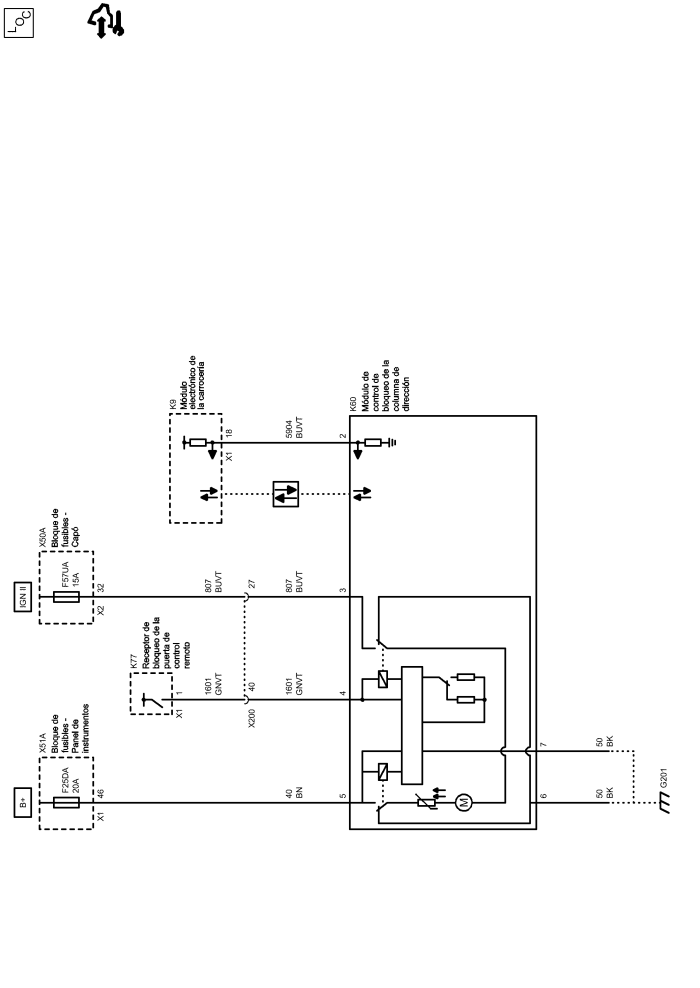 LOC
K9
Módulo
electrónico de
la carrocería
X1
18
5904
BU/VT
2
K60
Módulo de
control de
bloqueo de la
columna de
dirección
IGN II
X50A
Bloque de
fusibles -
Capó
F57UA
15A
X2
32
807
BU/VT
27
807
BU/VT
3
K77
Receptor de
bloqueo de la
puerta de
control
remoto
X1
1
1601
GN/VT
X200
40
1601
GN/VT
4
B+
X51A
Bloque de
fusibles -
Panel de
instrumentos
F25DA
20A
X1
46
40
BN
5
M
7
50
BK
6
50
BK
G201